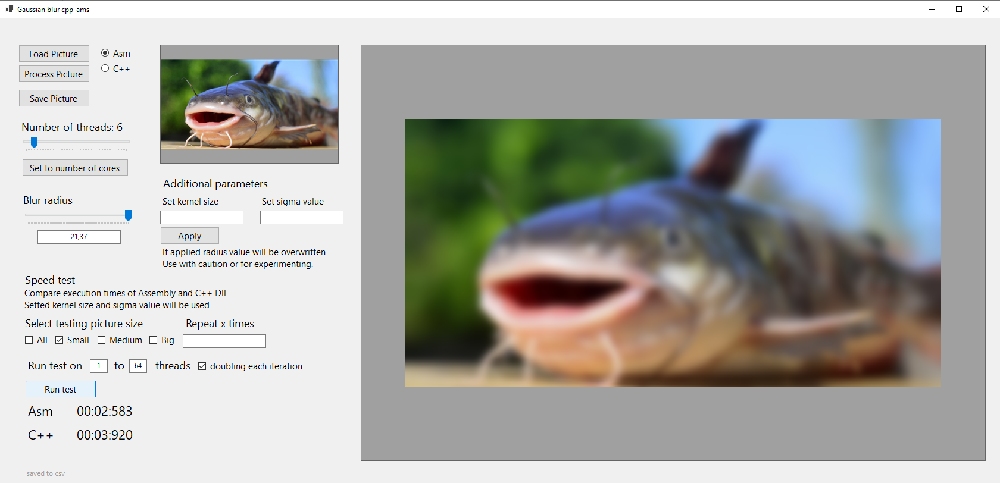 Gaussian blur cpp-ams
Load Picture
Asm
Process Picture
C++
Save Picture
Number of threads: 6
Set to number of cores
Blur radius
21,37
Additional parameters
Set kernel size
Set sigma value
Apply
If applied radius value will be overwritten
Use with caution or for experimenting.
Speed test
Compare execution times of Assembly and C++ Dll
Setted kernel size and sigma value will be used
Select testing picture size
Repeat x times
All Small Medium Big
Run test on 1 to 64 threads doubling each iteration
Run test
Asm 00:02:583
C++ 00:03:920
saved to csv